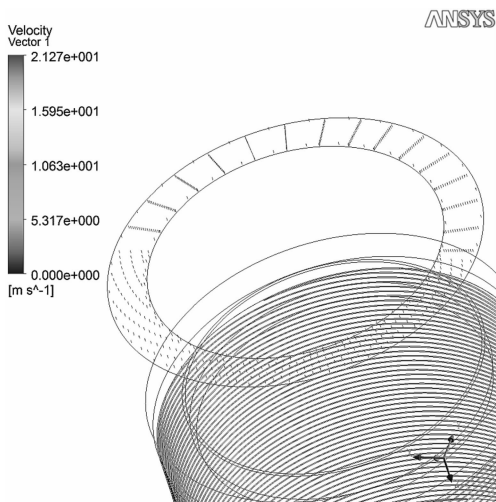 ANSYS
Velocity
Vector 1
2.127e+001
1.595e+001
1.063e+001
5.317e+000
0.000e+000
[m s^-1]